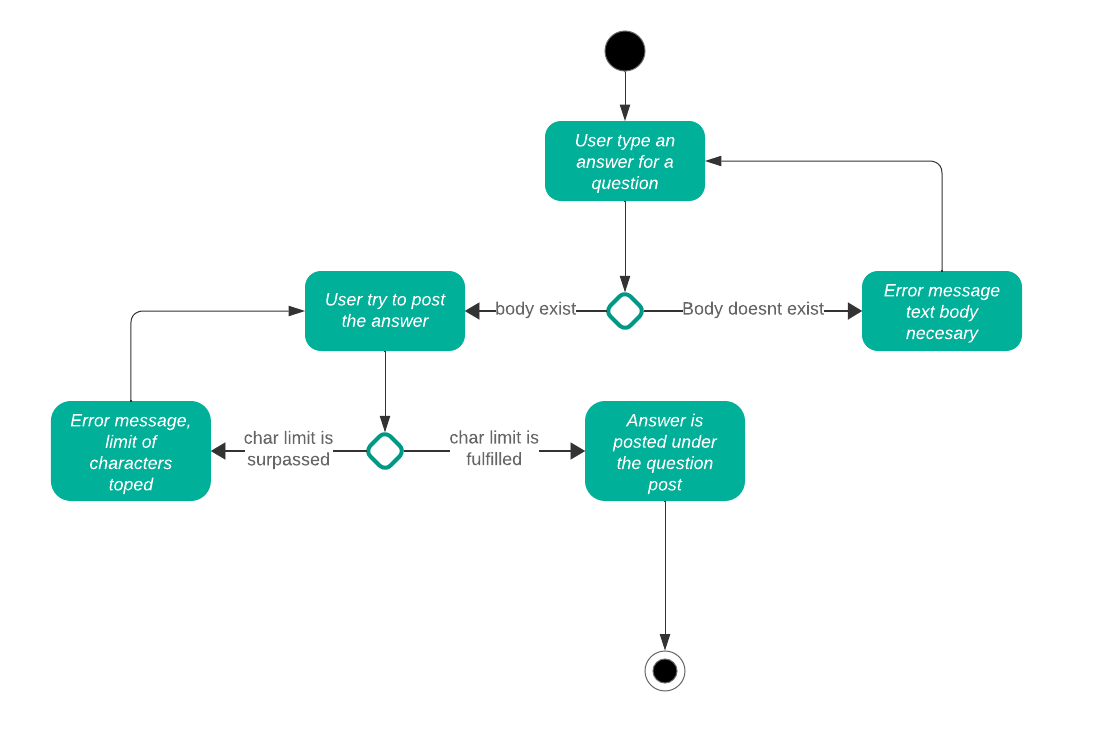 User type an
answer for a
question
User try to post
the answer
body exist
Body doesnt exist
Error message
text body
necesary
Error message,
limit of
characters
toped
char limit is
surpassed
char limit is
fulfilled
Answer is
posted under
the question
post